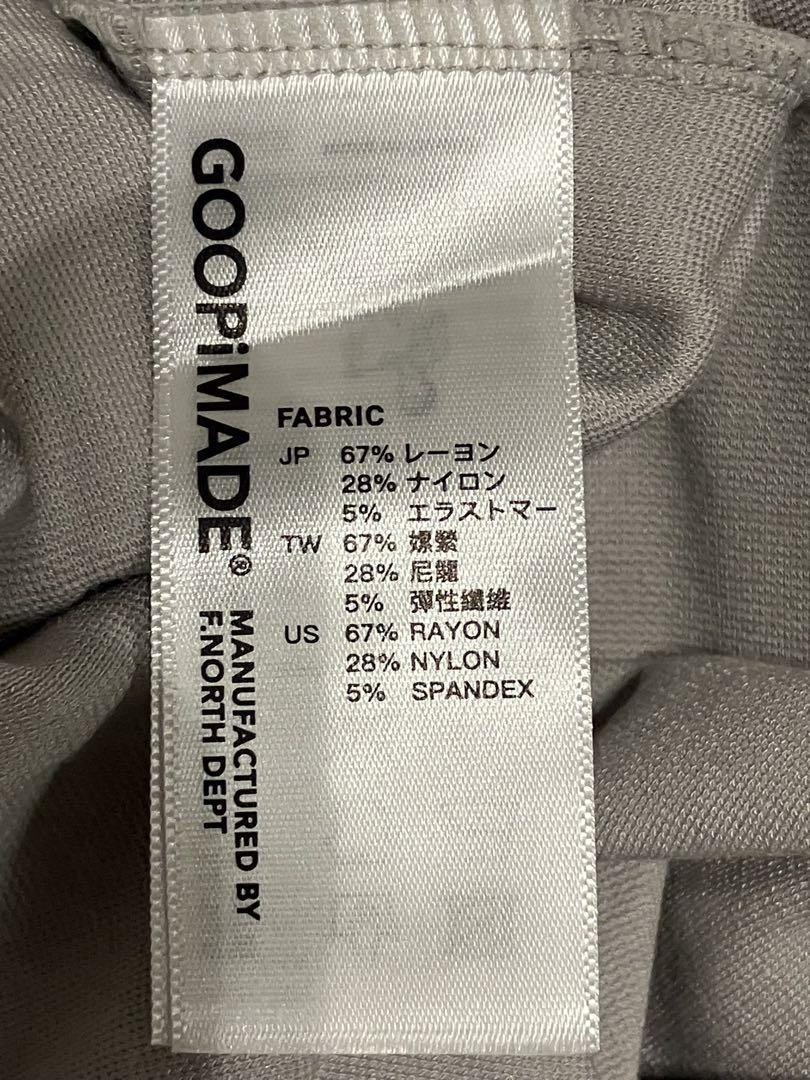 GOOPiMADE®
MANUFACTURED BY
F.NORTH DEPT
FABRIC
JP 67% レーヨン
28% ナイロン
5% エラストマー
TW 67% 嫘縈
28% 尼龍
5% 彈性纖維
US 67% RAYON
28% NYLON
5% SPANDEX